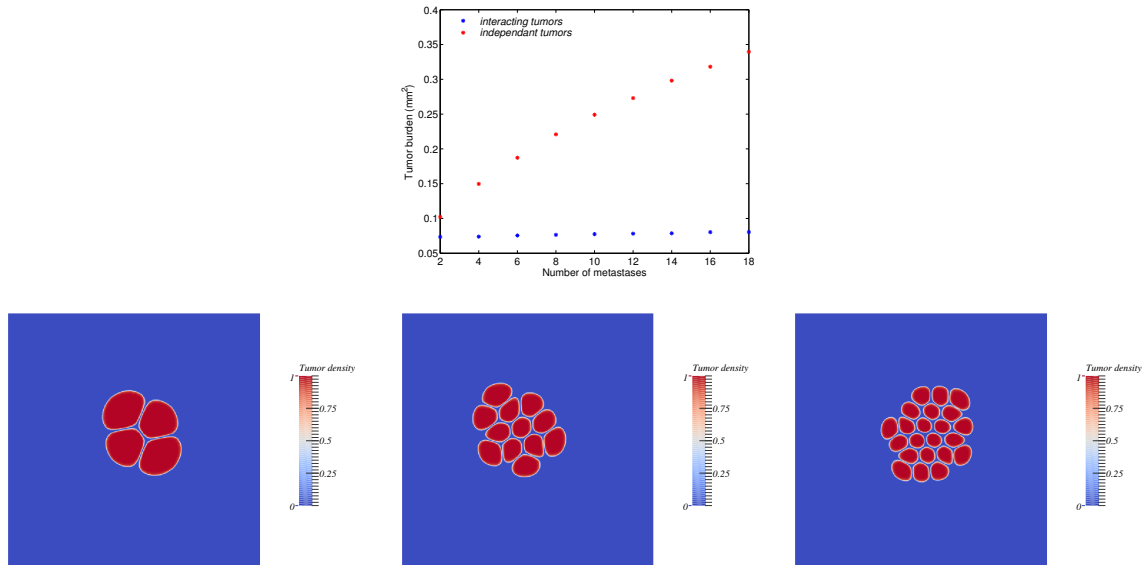 0.4
0.35
0.3
0.25
0.2
0.15
0.1
0.05
Tumor burden (mm²)
interacting tumors
independant tumors
2 4 6 8 10 12 14 16 18
Number of metastases
Tumor density
1
0.75
0.5
0.25
0
Tumor density
1
0.75
0.5
0.25
0
Tumor density
1
0.75
0.5
0.25
0